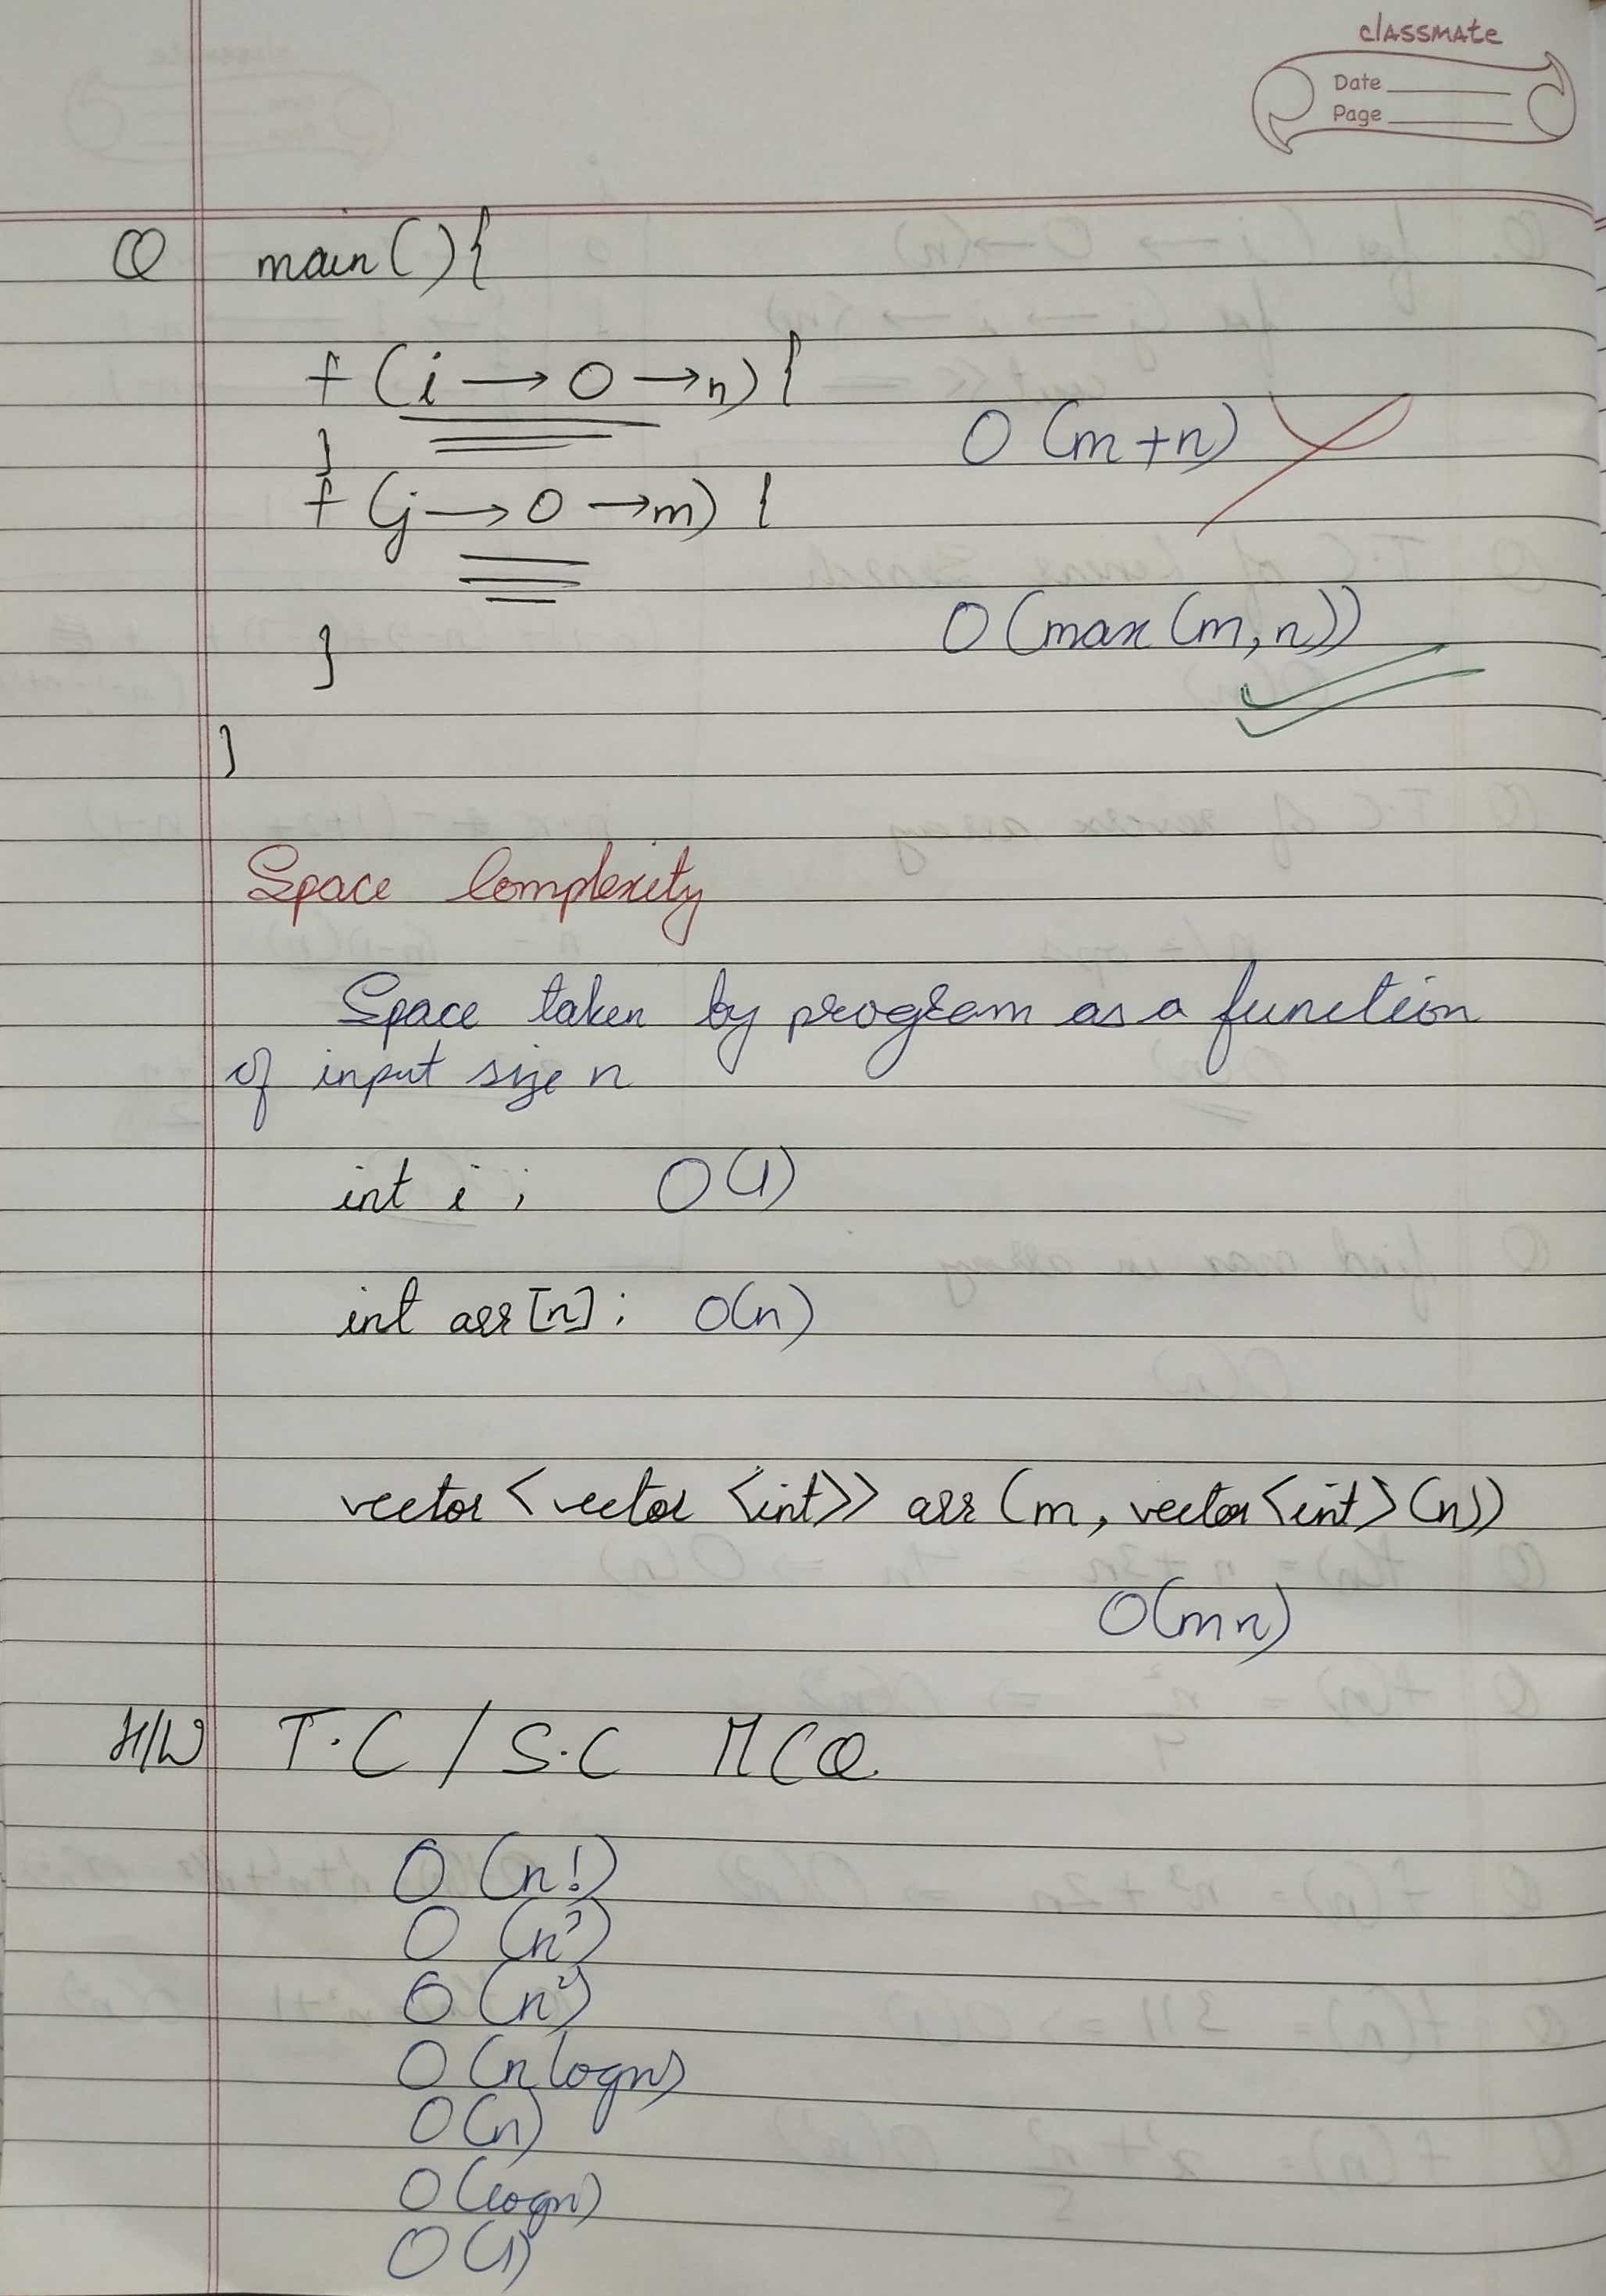 classmate
Date
Page
Q main(){
f (i → 0 → n) {
}
O (m+n)
f (j → 0 → m) {
O (max (m, n))
}
}
Space Complexity
Space taken by program as a function
of input size n
int i ; O(1)
int arr[n]; O(n)
vector < vector <int>> arr (m, vector<int>(n))
O(mn)
H/W T.C / S.C MCQ
O (n!)
O (n³)
O (n²)
O (n logn)
O (n)
O (logn)
O (1)